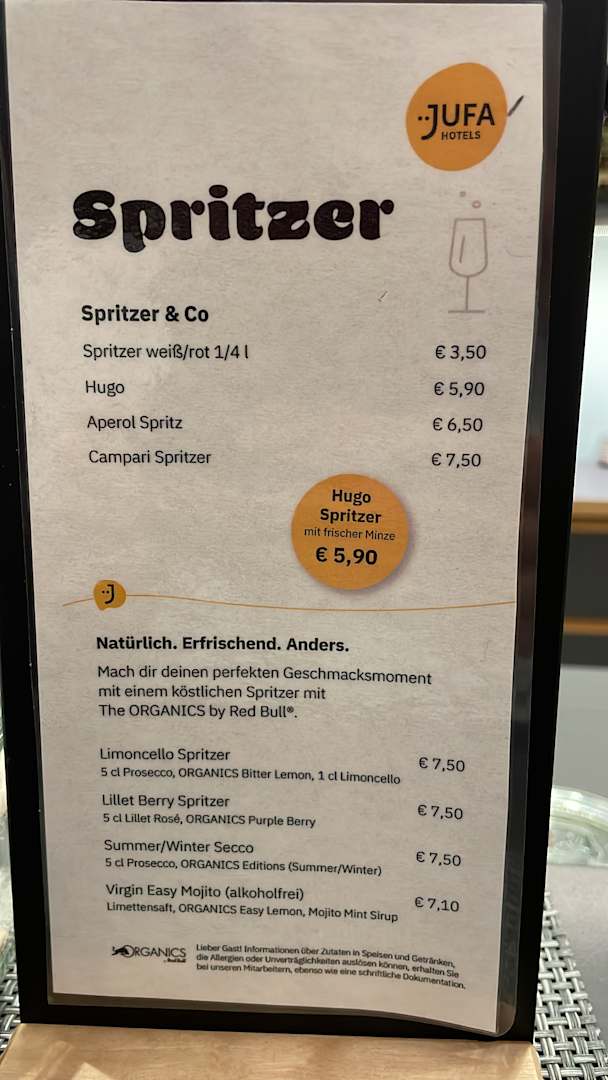 JUFA
HOTELS
Spritzer
Spritzer & Co
Spritzer weiß/rot 1/4 l € 3,50
Hugo € 5,90
Aperol Spritz € 6,50
Campari Spritzer € 7,50
Hugo
Spritzer
mit frischer Minze
€ 5,90
J
Natürlich. Erfrischend. Anders.
Mach dir deinen perfekten Geschmacksmoment
mit einem köstlichen Spritzer mit
The ORGANICS by Red Bull®.
Limoncello Spritzer € 7,50
5 cl Prosecco, ORGANICS Bitter Lemon, 1 cl Limoncello
Lillet Berry Spritzer € 7,50
5 cl Lillet Rosé, ORGANICS Purple Berry
Summer/Winter Secco € 7,50
5 cl Prosecco, ORGANICS Editions (Summer/Winter)
Virgin Easy Mojito (alkoholfrei) € 7,10
Limettensaft, ORGANICS Easy Lemon, Mojito Mint Sirup
ORGANICS
by Red Bull
Lieber Gast! Informationen über Zutaten in Speisen und Getränken,
die Allergien oder Unverträglichkeiten auslösen können, erhalten Sie
bei unseren Mitarbeitern, ebenso wie eine schriftliche Dokumentation.